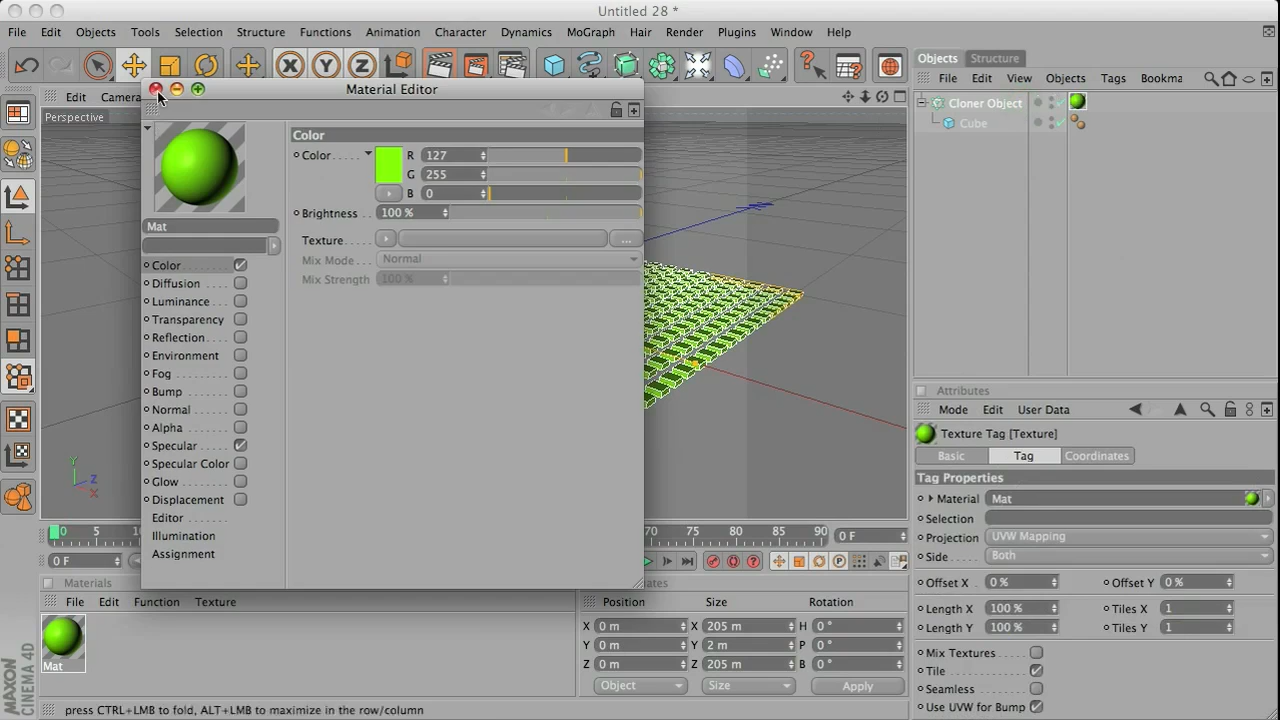 Untitled 28 *
File Edit Objects Tools Selection Structure Functions Animation Character Dynamics MoGraph Hair Render Plugins Window Help
Objects Structure
File Edit View Objects Tags Bookma
Cloner Object
Cube
Edit Camera
Perspective
Material Editor
Mat
Color
Diffusion
Luminance
Transparency
Reflection
Environment
Fog
Bump
Normal
Alpha
Specular
Specular Color
Glow
Displacement
Editor
Illumination
Assignment
Color
Color R 127
G 255
B 0
Brightness 100 %
Texture ...
Mix Mode Normal
Mix Strength 100 %
Y
Z
X
Attributes
Mode Edit User Data
Texture Tag [Texture]
Basic Tag Coordinates
Tag Properties
Material Mat
Selection
Projection UVW Mapping
Side Both
Offset X 0 % Offset Y 0 %
Length X 100 % Tiles X 1
Length Y 100 % Tiles Y 1
Mix Textures
Tile
Seamless
Use UVW for Bump
0 5 70 75 80 85 90 0 F
0 F
Materials
File Edit Function Texture
Mat
Position Size Rotation
X 0 m X 205 m H 0 °
Y 0 m Y 2 m P 0 °
Z 0 m Z 205 m B 0 °
Object Size Apply
MAXON
CINEMA 4D
press CTRL+LMB to fold, ALT+LMB to maximize in the row/column